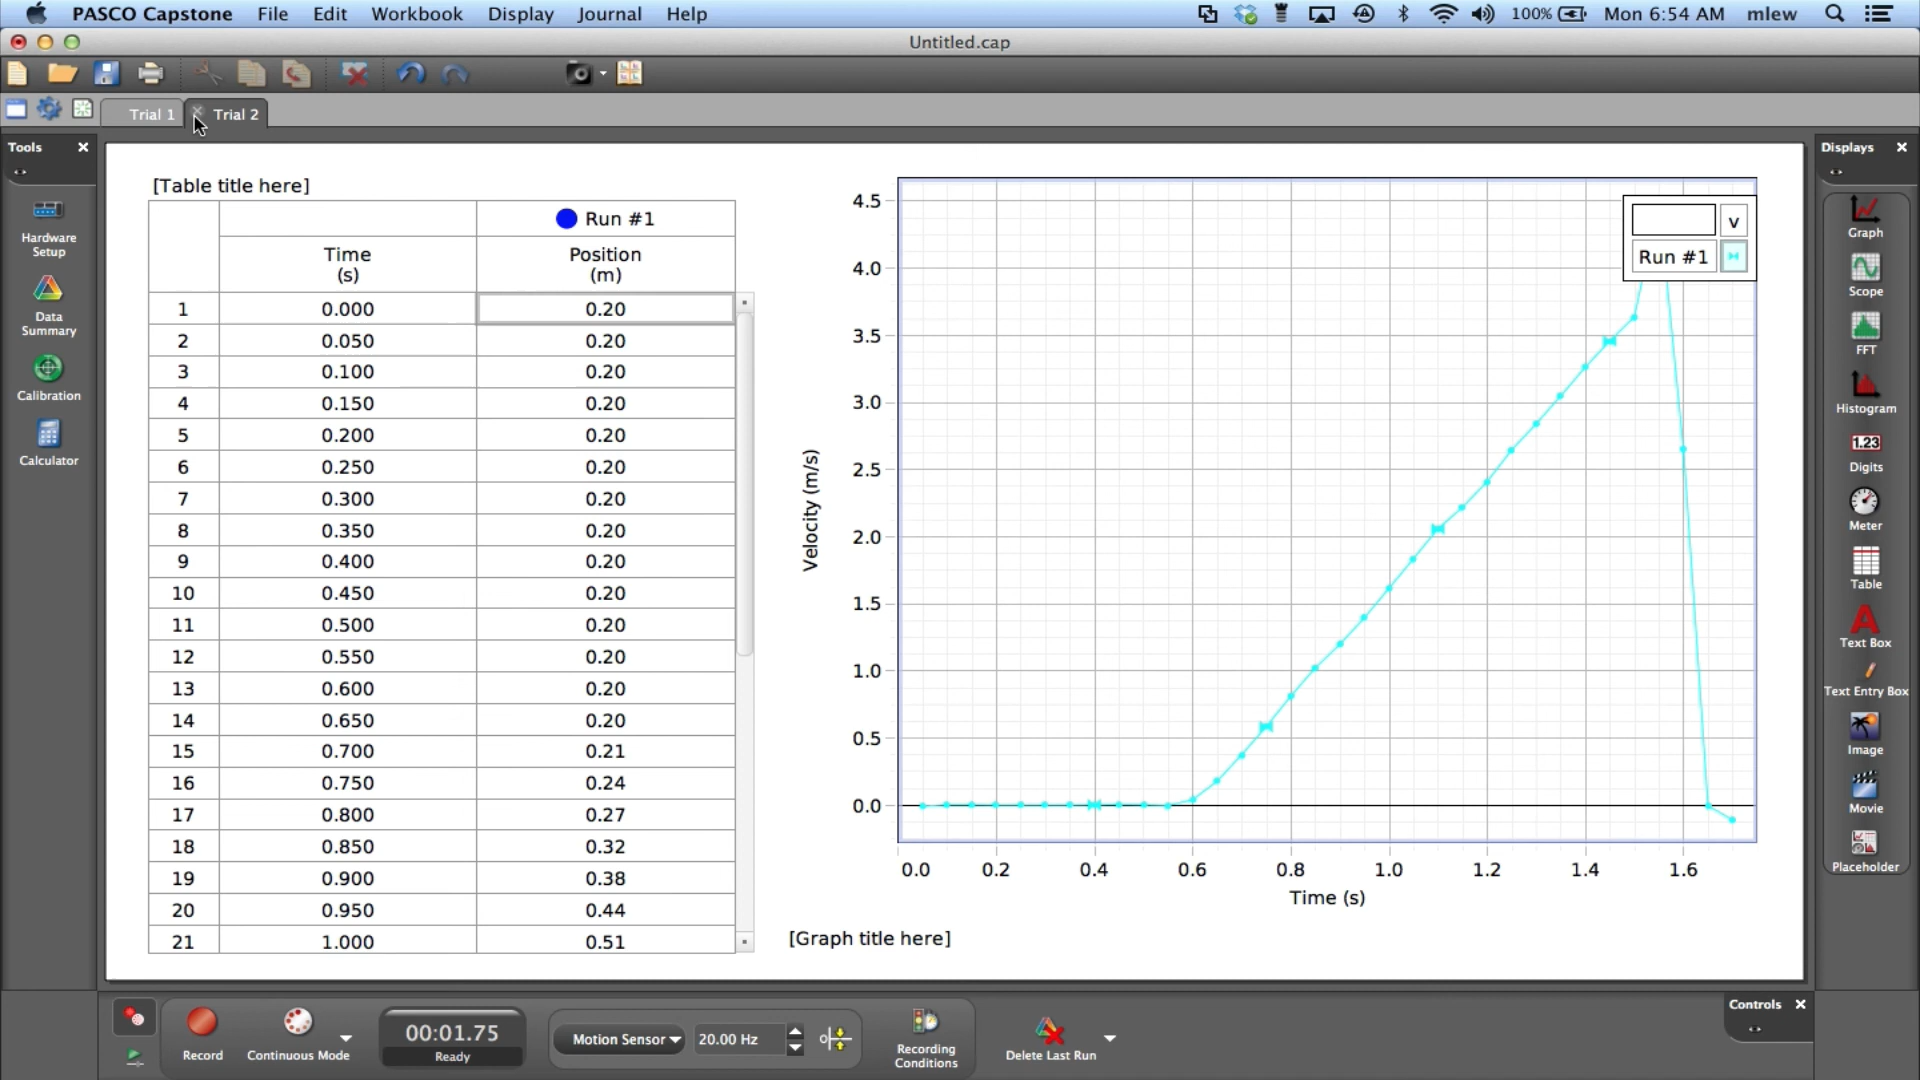 PASCO Capstone File Edit Workbook Display Journal Help 100% Mon 6:54 AM mlew
Untitled.cap
Trial 1 Trial 2
Tools
Hardware
Setup
Data
Summary
Calibration
Calculator
[Table title here]
Run #1
Time
(s)
Position
(m)
1 0.000 0.20
2 0.050 0.20
3 0.100 0.20
4 0.150 0.20
5 0.200 0.20
6 0.250 0.20
7 0.300 0.20
8 0.350 0.20
9 0.400 0.20
10 0.450 0.20
11 0.500 0.20
12 0.550 0.20
13 0.600 0.20
14 0.650 0.20
15 0.700 0.21
16 0.750 0.24
17 0.800 0.27
18 0.850 0.32
19 0.900 0.38
20 0.950 0.44
21 1.000 0.51
Velocity (m/s)
4.5
4.0
3.5
3.0
2.5
2.0
1.5
1.0
0.5
0.0
v
Run #1
0.0 0.2 0.4 0.6 0.8 1.0 1.2 1.4 1.6
Time (s)
[Graph title here]
Displays
Graph
Scope
FFT
Histogram
1.23
Digits
Meter
Table
A
Text Box
Text Entry Box
Image
Movie
Placeholder
Record
Continuous Mode
00:01.75
Ready
Motion Sensor
20.00 Hz
Recording
Conditions
Delete Last Run
Controls